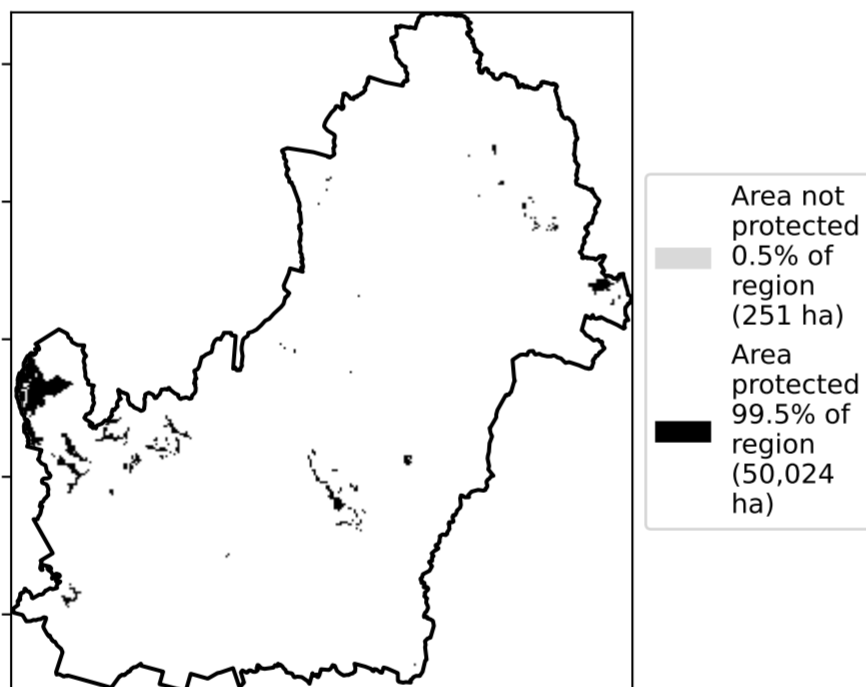 Area not
protected
0.5% of
region
(251 ha)
Area
protected
99.5% of
region
(50,024
ha)